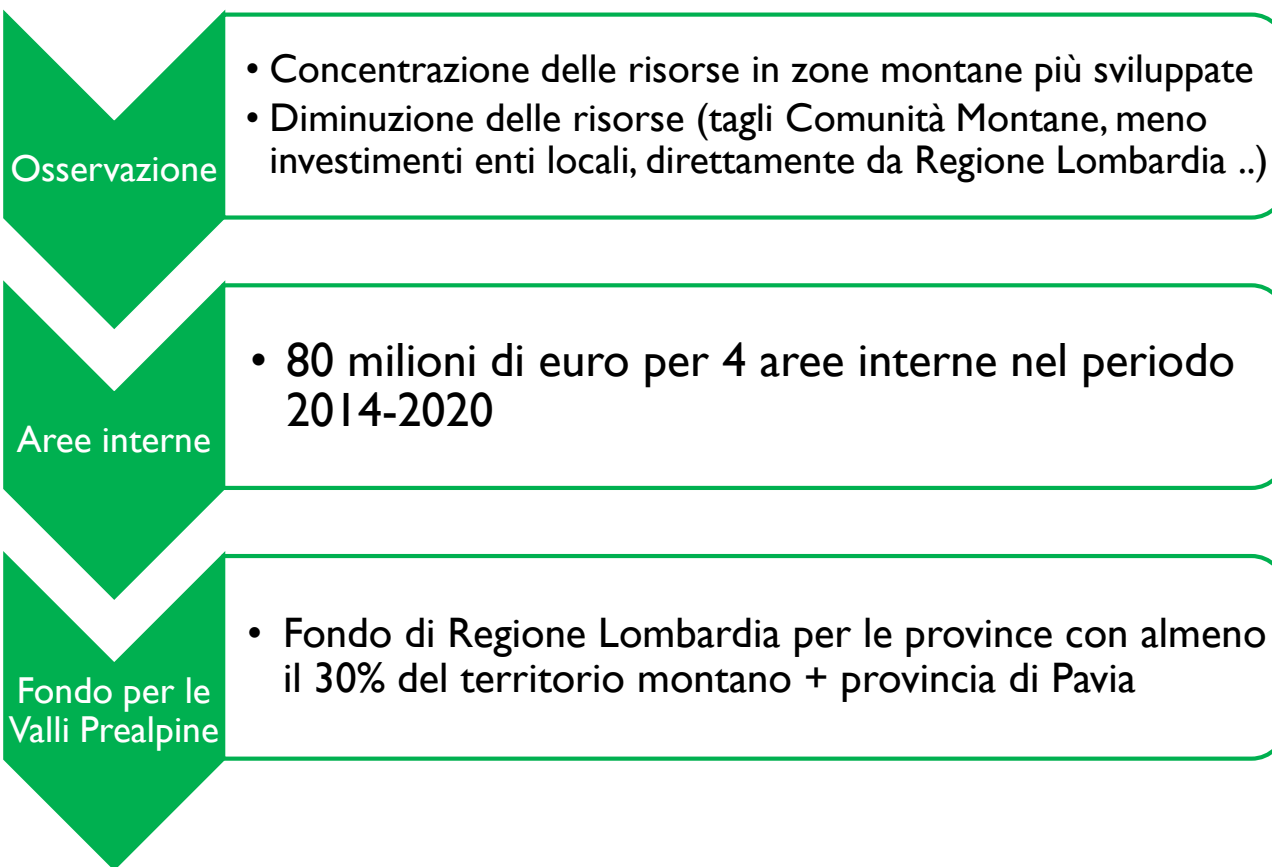 Osservazione
• Concentrazione delle risorse in zone montane più sviluppate
• Diminuzione delle risorse (tagli Comunità Montane, meno
investimenti enti locali, direttamente da Regione Lombardia ..)
Aree interne
• 80 milioni di euro per 4 aree interne nel periodo
2014-2020
Fondo per le
Valli Prealpine
• Fondo di Regione Lombardia per le province con almeno
il 30% del territorio montano + provincia di Pavia